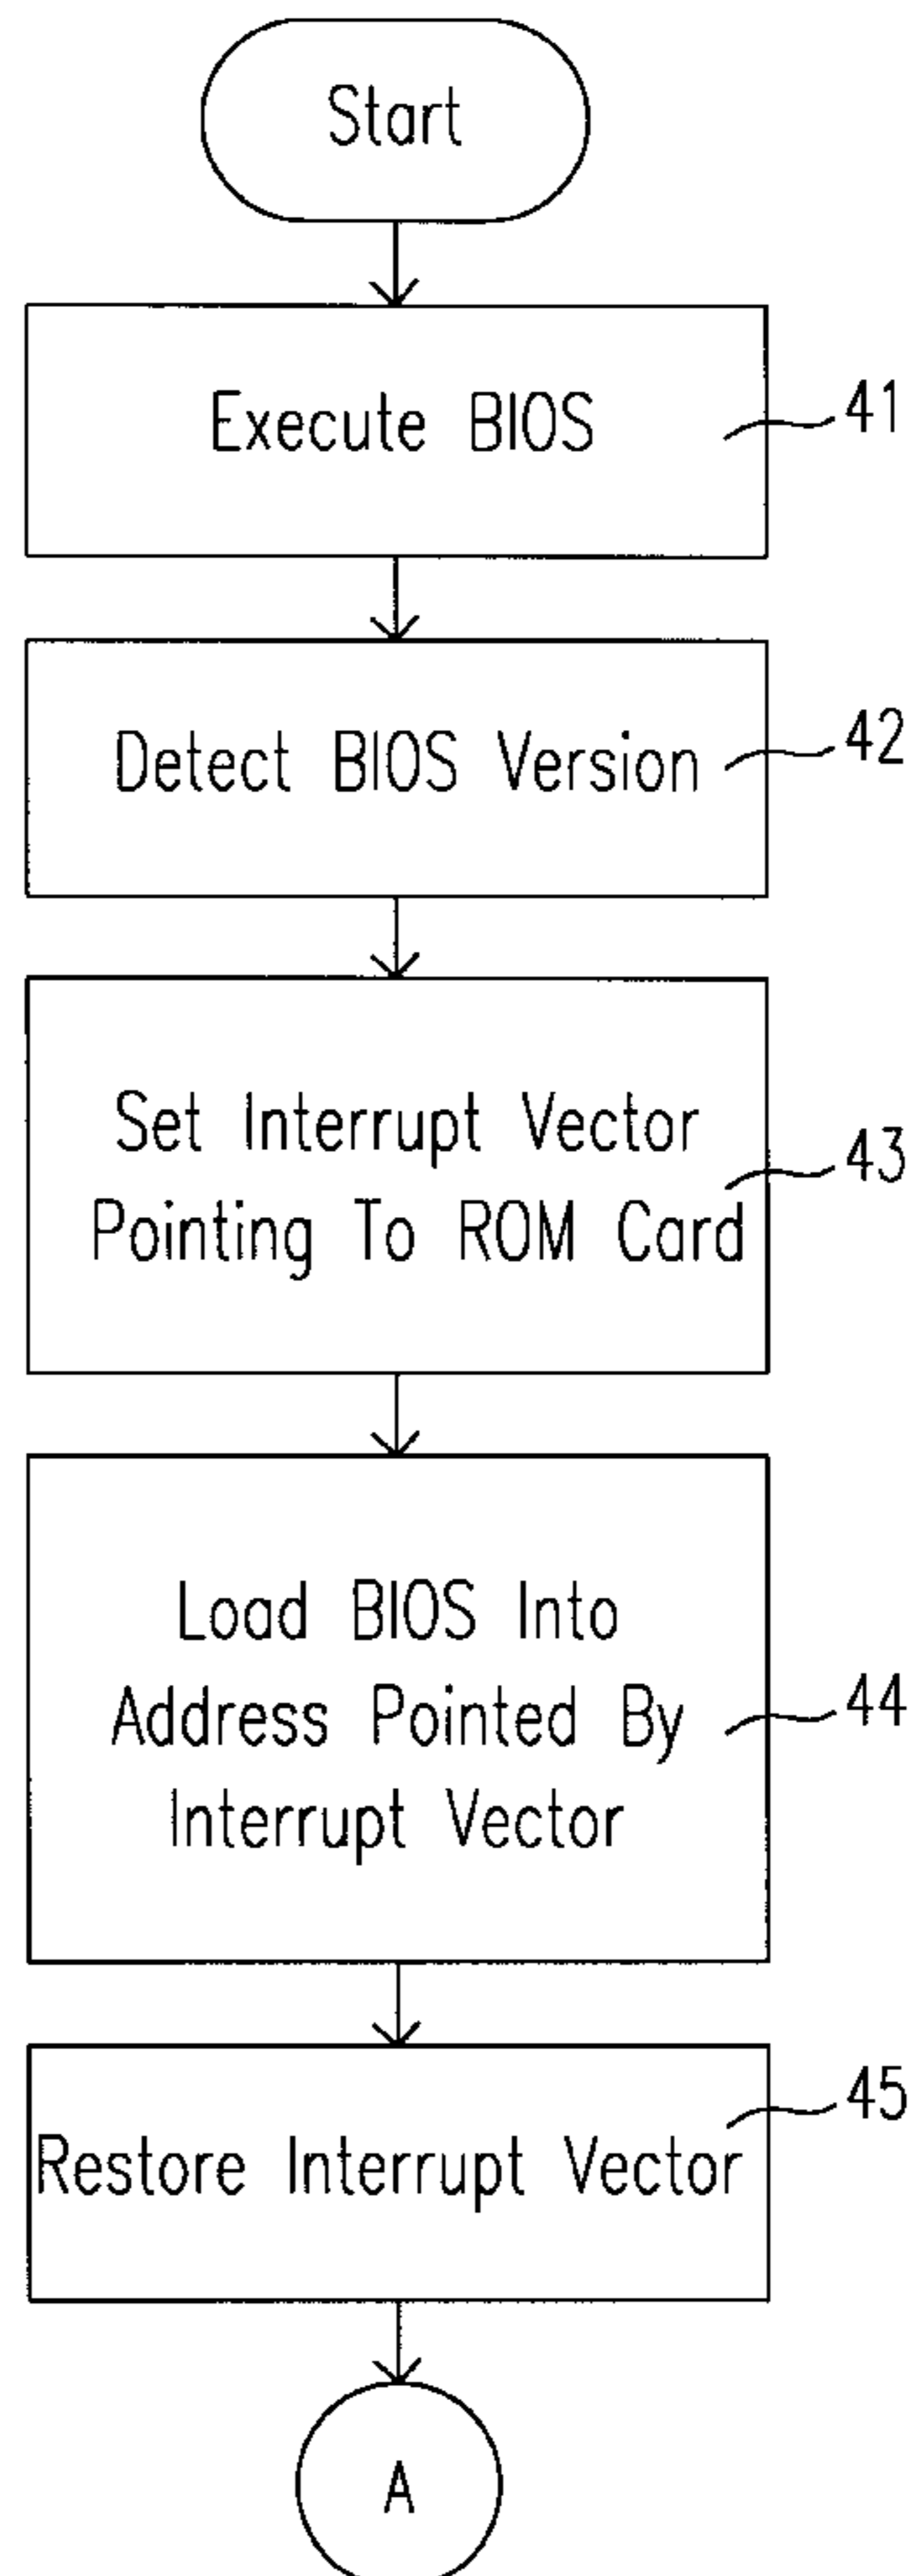 Start
Execute BIOS
41
Detect BIOS Version
42
Set Interrupt Vector
Pointing To ROM Card
43
Load BIOS Into
Address Pointed By
Interrupt Vector
44
Restore Interrupt Vector
45
A